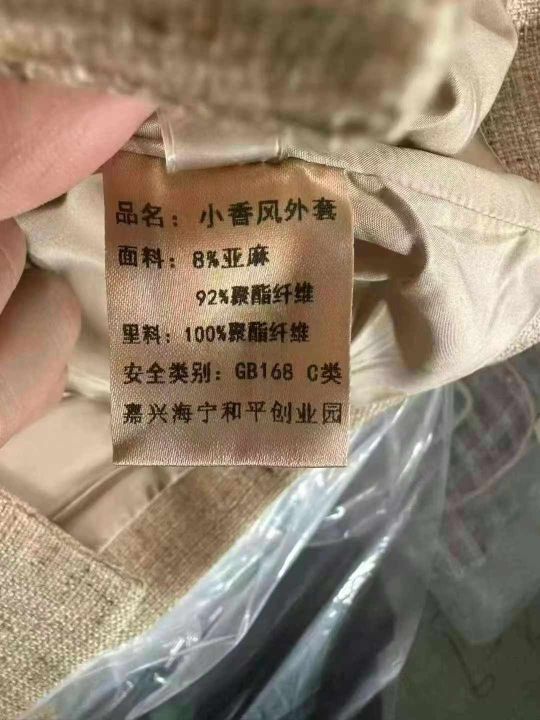 品名：小香风外套
面料：8%亚麻
92%聚酯纤维
里料：100%聚酯纤维
安全类别：GB168 C类
嘉兴海宁和平创业园